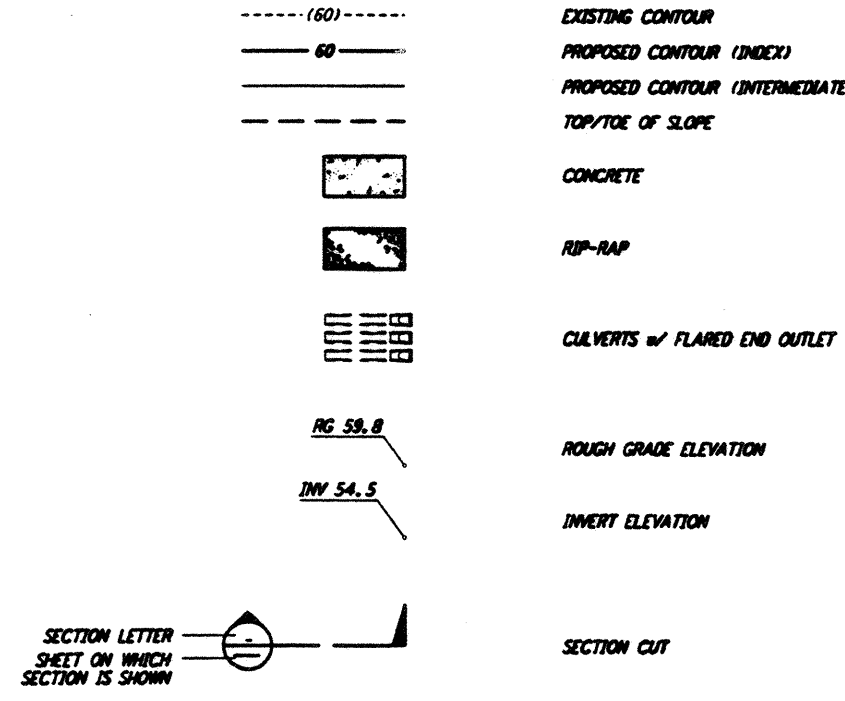 (60) EXISTING CONTOUR
60 PROPOSED CONTOUR (INDEX)
PROPOSED CONTOUR (INTERMEDIATE
TOP/TOE OF SLOPE
CONCRETE
RIP-RAP
CULVERTS w/ FLARED END OUTLET
RG 59.8
ROUGH GRADE ELEVATION
INV 54.5
INVERT ELEVATION
SECTION LETTER
SHEET ON WHICH
SECTION IS SHOWN
SECTION CUT